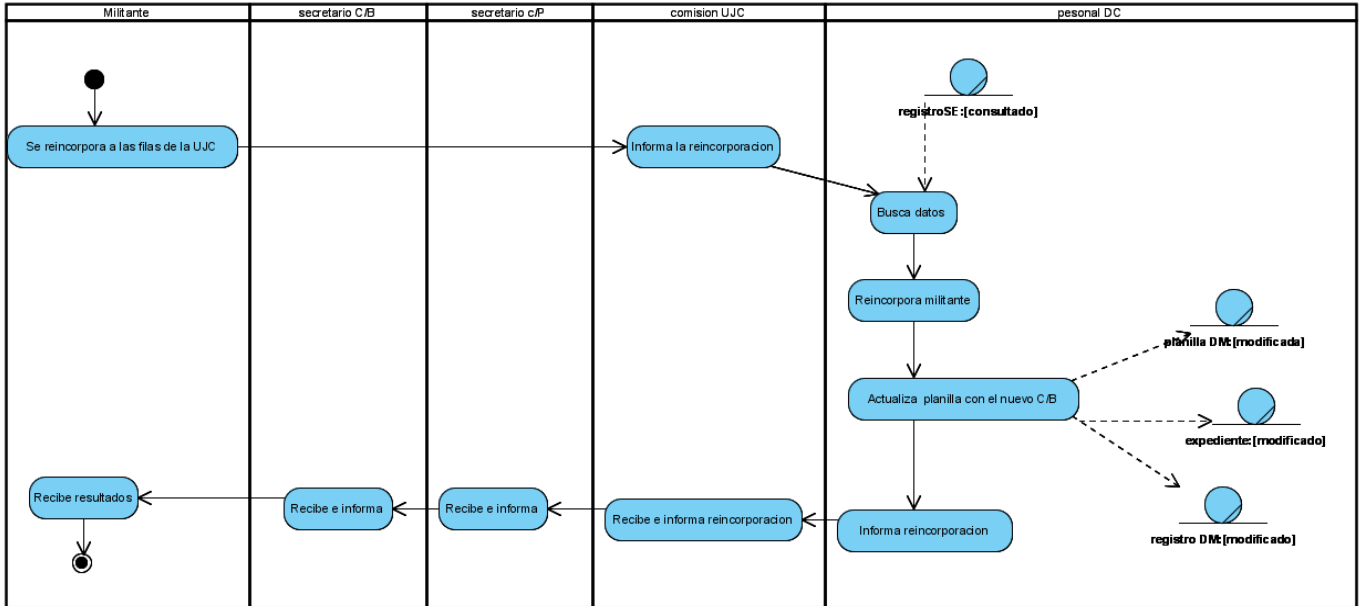 Militante
secretario C/B
secretario c/P
comision UJC
pesonal DC
registroSE:[consultado]
Se reincorpora a las filas de la UJC
Informa la reincorporacion
Busca datos
Reincorpora militante
planilla DM:[modificada]
Actualiza planilla con el nuevo C/B
expediente:[modificado]
Recibe resultados
Recibe e informa
Recibe e informa
Recibe e informa reincorporacion
Informa reincorporacion
registro DM:[modificado]